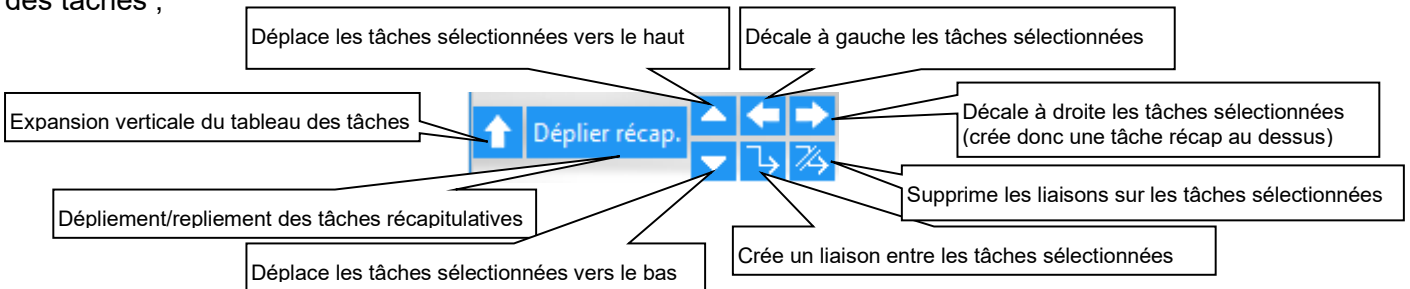 des tâches ;
Déplace les tâches sélectionnées vers le haut
Décale à gauche les tâches sélectionnées
Expansion verticale du tableau des tâches
Déplier récap.
Décale à droite les tâches sélectionnées
(crée donc une tâche récap au dessus)
Supprime les liaisons sur les tâches sélectionnées
Dépliement/repliement des tâches récapitulatives
Crée un liaison entre les tâches sélectionnées
Déplace les tâches sélectionnées vers le bas